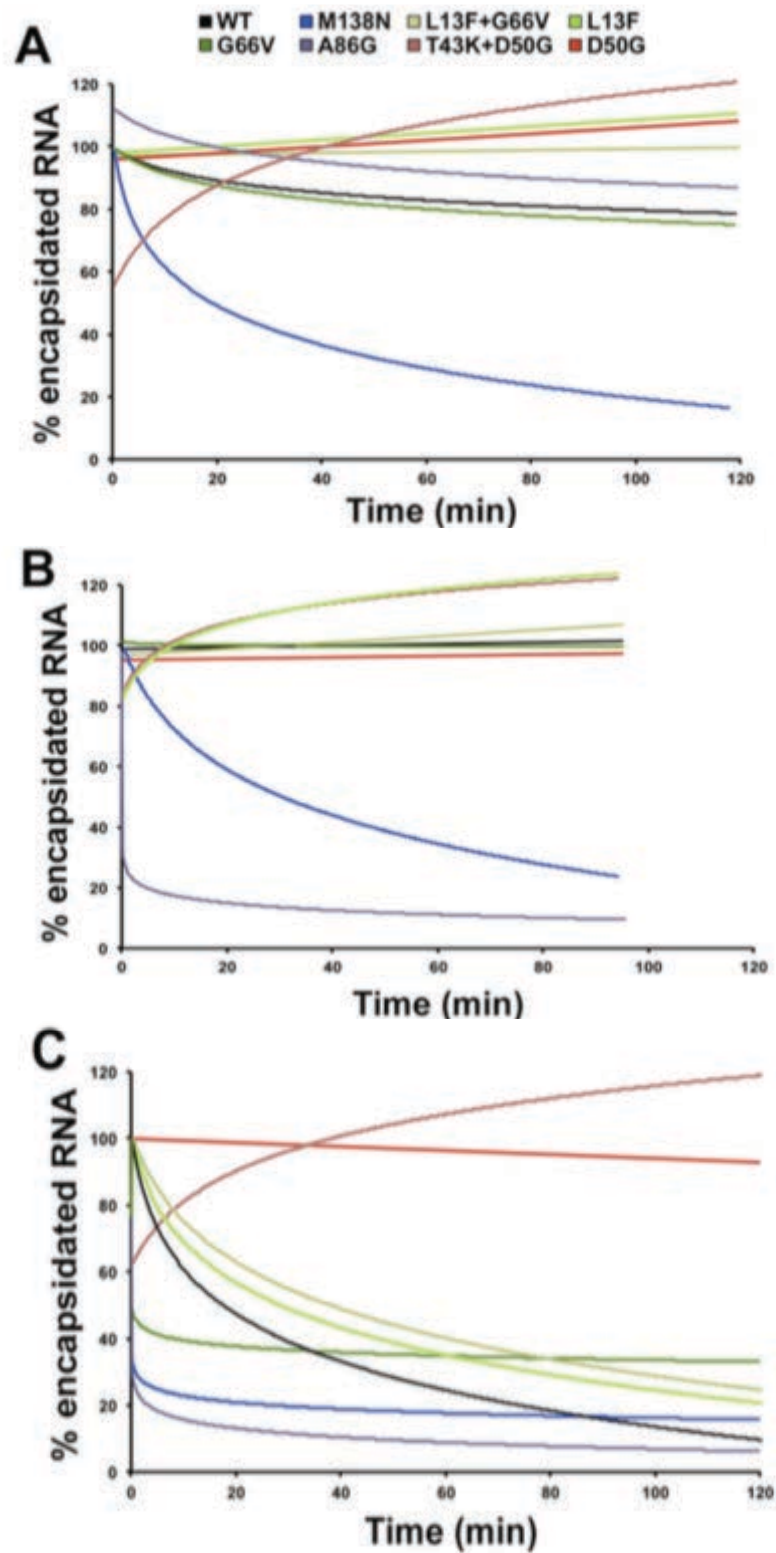 WT M138N L13F+G66V L13F
G66V A86G T43K+D50G D50G
A
120
100
80
60
40
20
0
% encapsidated RNA
0 20 40 60 80 100 120
Time (min)
B
120
100
80
60
40
20
0
% encapsidated RNA
0 20 40 60 80 100 120
Time (min)
C
120
100
80
60
40
20
0
% encapsidated RNA
0 20 40 60 80 100 120
Time (min)